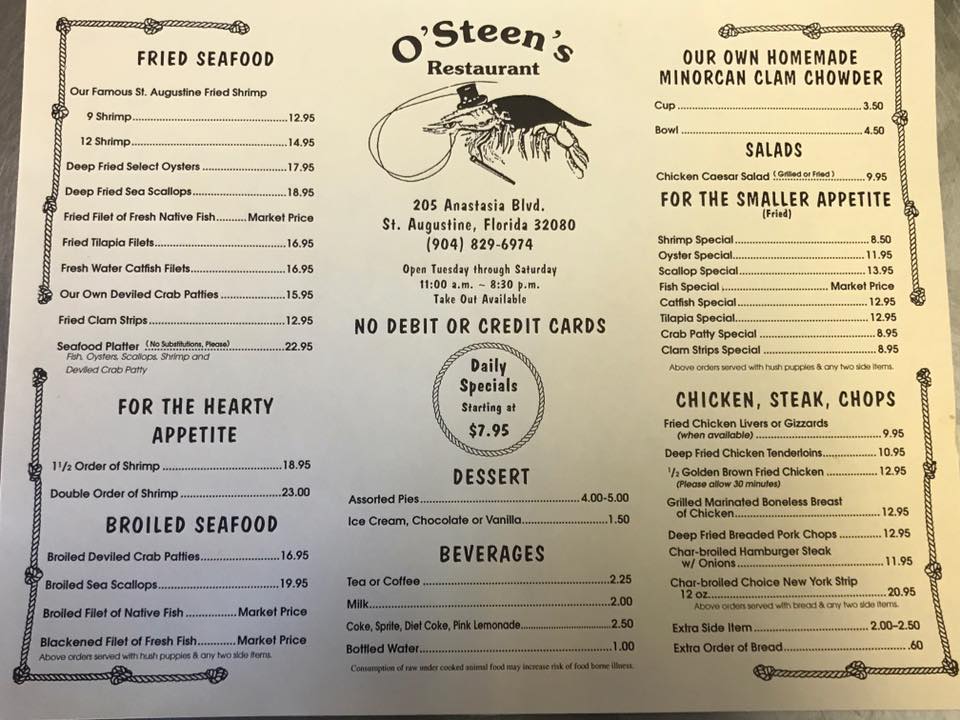 FRIED SEAFOOD
Our Famous St. Augustine Fried Shrimp
9 Shrimp 12.95
12 Shrimp 14.95
Deep Fried Select Oysters 17.95
Deep Fried Sea Scallops 18.95
Fried Filet of Fresh Native Fish Market Price
Fried Tilapia Filets 16.95
Fresh Water Catfish Filets 16.95
Our Own Deviled Crab Patties 15.95
Fried Clam Strips 12.95
Seafood Platter (No Substitutions, Please) 22.95
Fish, Oysters, Scallops, Shrimp and
Deviled Crab Patty
FOR THE HEARTY
APPETITE
1 1/2 Order of Shrimp 18.95
Double Order of Shrimp 23.00
BROILED SEAFOOD
Broiled Deviled Crab Patties 16.95
Broiled Sea Scallops 19.95
Broiled Filet of Native Fish Market Price
Blackened Filet of Fresh Fish Market Price
Above orders served with hush puppies & any two side items.
O'Steen's
Restaurant
205 Anastasia Blvd.
St. Augustine, Florida 32080
(904) 829-6974
Open Tuesday through Saturday
11:00 a.m. ~ 8:30 p.m.
Take Out Available
NO DEBIT OR CREDIT CARDS
Daily
Specials
Starting at
$7.95
DESSERT
Assorted Pies 4.00-5.00
Ice Cream, Chocolate or Vanilla 1.50
BEVERAGES
Tea or Coffee 2.25
Milk 2.00
Coke, Sprite, Diet Coke, Pink Lemonade 2.50
Bottled Water 1.00
Consumption of raw under cooked animal food may increase risk of food borne illness.
OUR OWN HOMEMADE
MINORCAN CLAM CHOWDER
Cup 3.50
Bowl 4.50
SALADS
Chicken Caesar Salad (Grilled or Fried) 9.95
FOR THE SMALLER APPETITE
(Fried)
Shrimp Special 8.50
Oyster Special 11.95
Scallop Special 13.95
Fish Special Market Price
Catfish Special 12.95
Tilapia Special 12.95
Crab Patty Special 8.95
Clam Strips Special 8.95
Above orders served with hush puppies & any two side items.
CHICKEN, STEAK, CHOPS
Fried Chicken Livers or Gizzards
(when available) 9.95
Deep Fried Chicken Tenderloins 10.95
1/2 Golden Brown Fried Chicken 12.95
(Please allow 30 minutes)
Grilled Marinated Boneless Breast
of Chicken 12.95
Deep Fried Breaded Pork Chops 12.95
Char-broiled Hamburger Steak
w/ Onions 11.95
Char-broiled Choice New York Strip
12 oz. 20.95
Above orders served with bread & any two side items.
Extra Side Item 2.00-2.50
Extra Order of Bread .60